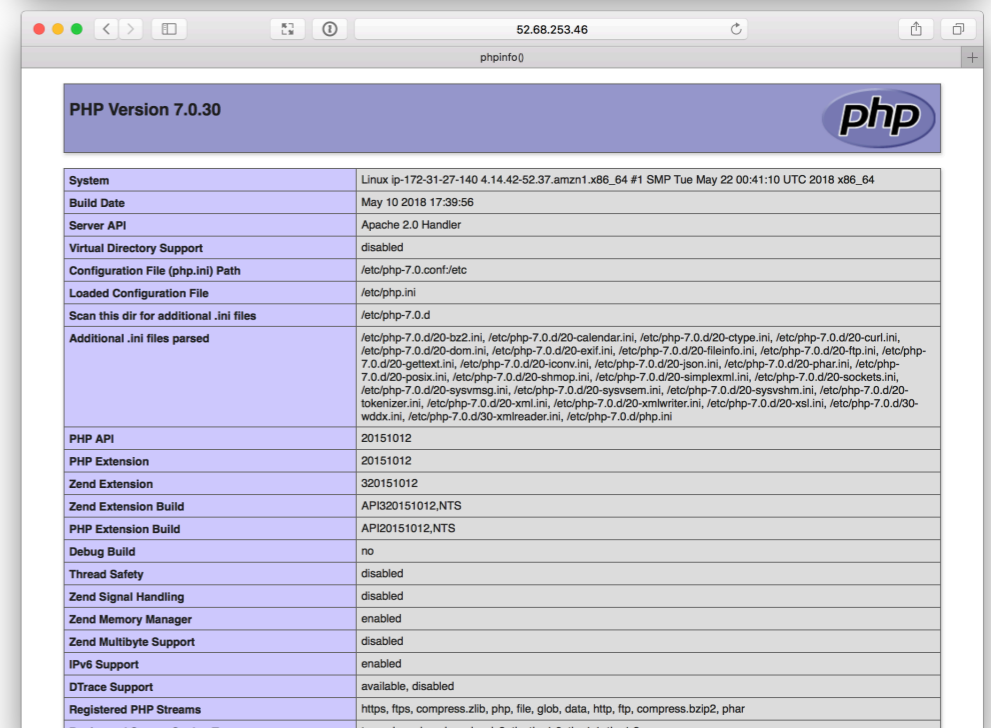 52.68.253.46
phpinfo()
PHP Version 7.0.30
php
System Linux ip-172-31-27-140 4.14.42-52.37.amzn1.x86_64 #1 SMP Tue May 22 00:41:10 UTC 2018 x86_64
Build Date May 10 2018 17:39:56
Server API Apache 2.0 Handler
Virtual Directory Support disabled
Configuration File (php.ini) Path /etc/php-7.0.conf:/etc
Loaded Configuration File /etc/php.ini
Scan this dir for additional .ini files /etc/php-7.0.d
Additional .ini files parsed /etc/php-7.0.d/20-bz2.ini, /etc/php-7.0.d/20-calendar.ini, /etc/php-7.0.d/20-ctype.ini, /etc/php-7.0.d/20-curl.ini,
/etc/php-7.0.d/20-dom.ini, /etc/php-7.0.d/20-exif.ini, /etc/php-7.0.d/20-fileinfo.ini, /etc/php-7.0.d/20-ftp.ini, /etc/php-
7.0.d/20-gettext.ini, /etc/php-7.0.d/20-iconv.ini, /etc/php-7.0.d/20-json.ini, /etc/php-7.0.d/20-phar.ini, /etc/php-
7.0.d/20-posix.ini, /etc/php-7.0.d/20-shmop.ini, /etc/php-7.0.d/20-simplexml.ini, /etc/php-7.0.d/20-sockets.ini,
/etc/php-7.0.d/20-sysvmsg.ini, /etc/php-7.0.d/20-sysvsem.ini, /etc/php-7.0.d/20-sysvshm.ini, /etc/php-7.0.d/20-
tokenizer.ini, /etc/php-7.0.d/20-xml.ini, /etc/php-7.0.d/20-xmlwriter.ini, /etc/php-7.0.d/20-xsl.ini, /etc/php-7.0.d/30-
wddx.ini, /etc/php-7.0.d/30-xmlreader.ini, /etc/php-7.0.d/php.ini
PHP API 20151012
PHP Extension 20151012
Zend Extension 320151012
Zend Extension Build API320151012,NTS
PHP Extension Build API20151012,NTS
Debug Build no
Thread Safety disabled
Zend Signal Handling disabled
Zend Memory Manager enabled
Zend Multibyte Support disabled
IPv6 Support enabled
DTrace Support available, disabled
Registered PHP Streams https, ftps, compress.zlib, php, file, glob, data, http, ftp, compress.bzip2, phar